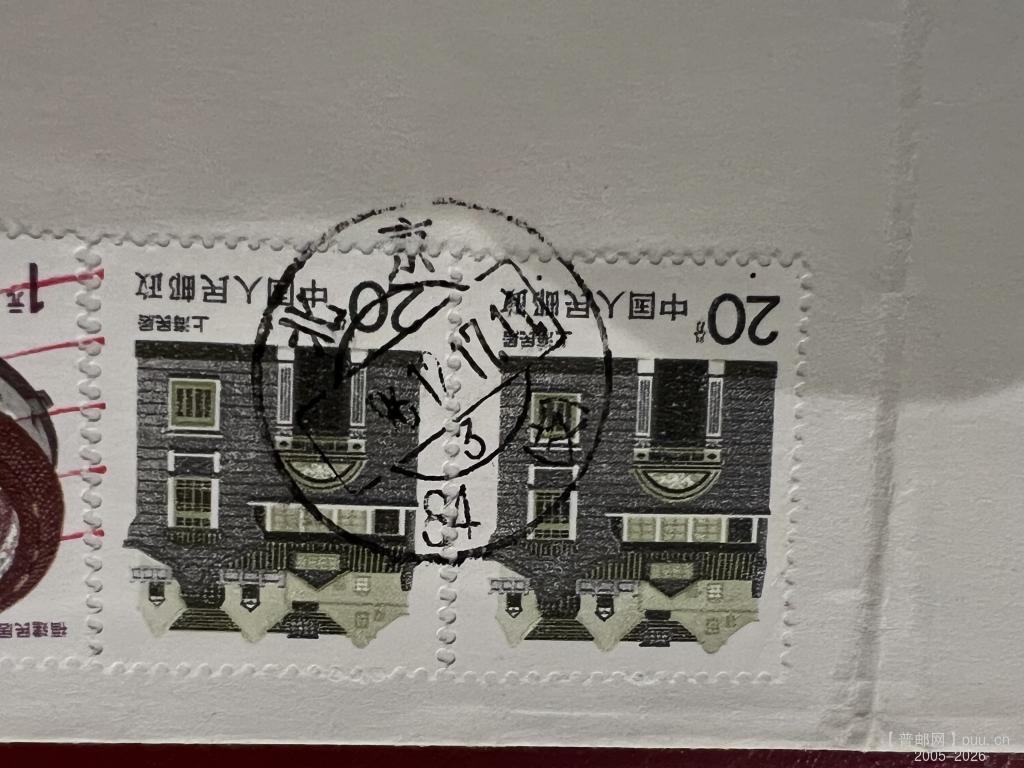 20分 中国人民邮政
上海民居
20分 中国人民邮政
上海民居
1元
福建民居
北京
3
84
【普邮网】ouu.cn
2005-2026